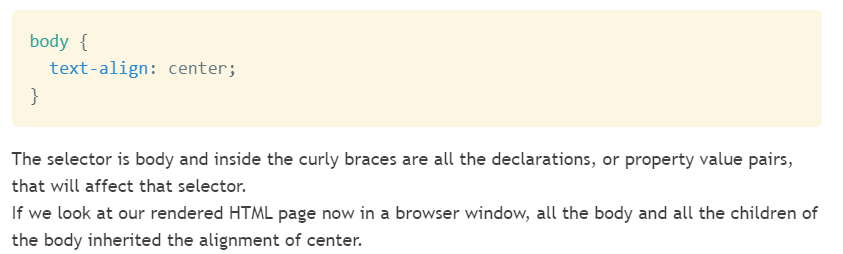 body {
  text-align: center;
}
The selector is body and inside the curly braces are all the declarations, or property value pairs,
that will affect that selector.
If we look at our rendered HTML page now in a browser window, all the body and all the children of
the body inherited the alignment of center.